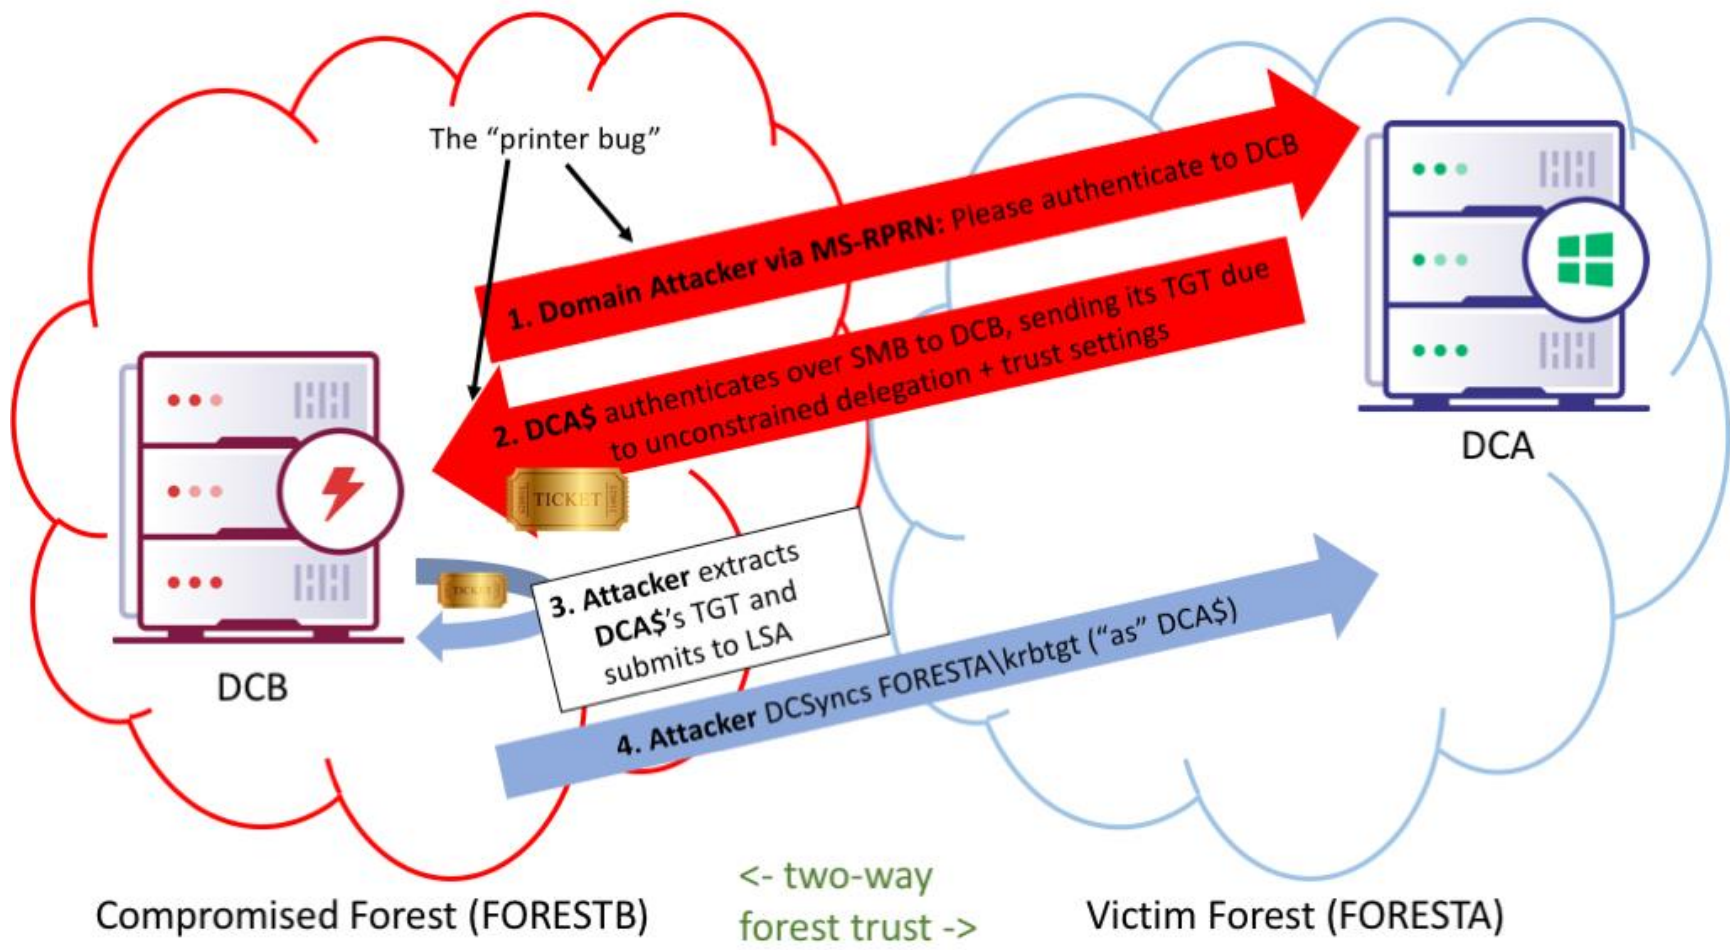 The “printer bug”
1. Domain Attacker via MS-RPRN: Please authenticate to DCB
2. DCA$ authenticates over SMB to DCB, sending its TGT due
to unconstrained delegation + trust settings
TICKET
TICKET
3. Attacker extracts
DCA$’s TGT and
submits to LSA
4. Attacker DCSyncs FORESTA\krbtgt (“as” DCA$)
DCA
DCB
<- two-way
forest trust ->
Compromised Forest (FORESTB)
Victim Forest (FORESTA)